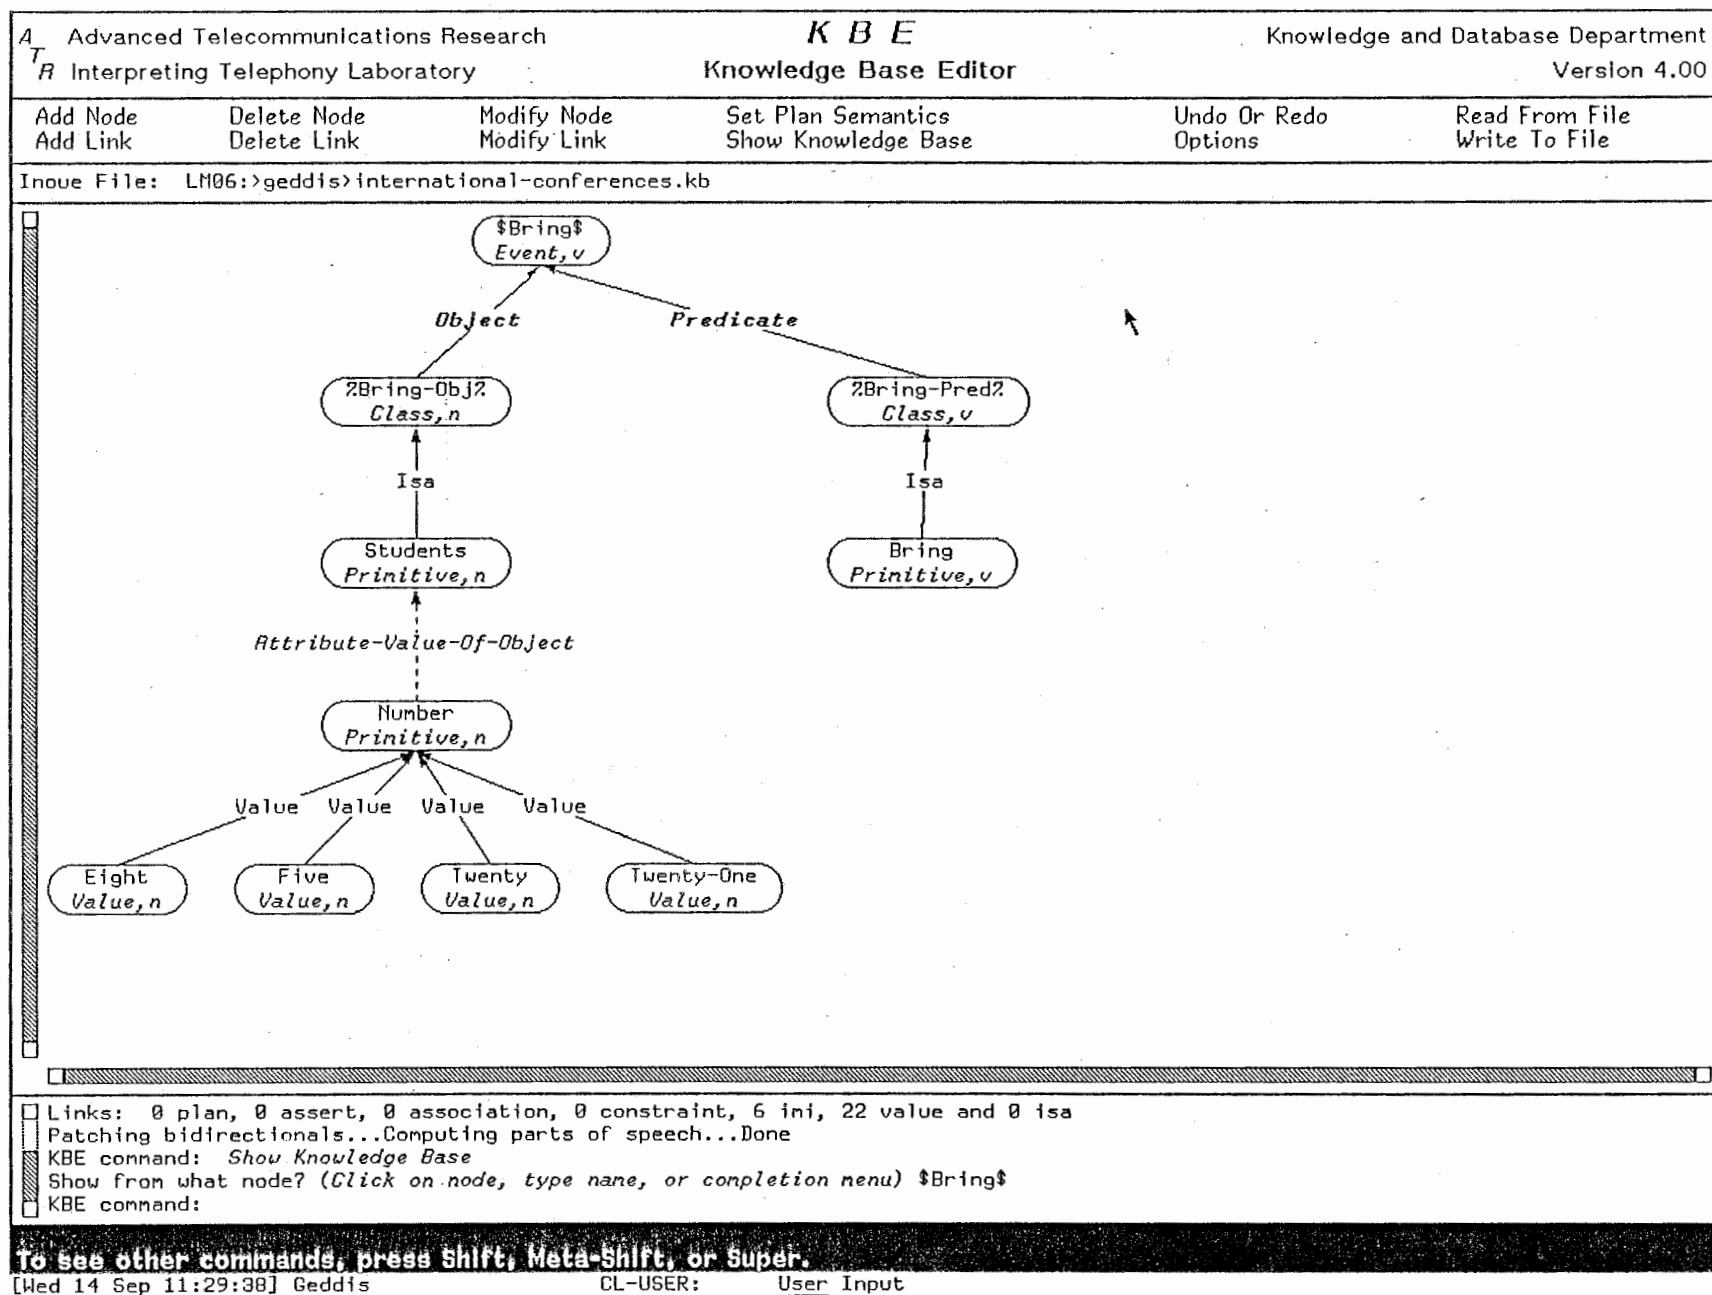 ATR Advanced Telecommunications Research
Interpreting Telephony Laboratory
KBE
Knowledge Base Editor
Knowledge and Database Department
Version 4.00
Add Node Delete Node Modify Node Set Plan Semantics Undo Or Redo Read From File
Add Link Delete Link Modify Link Show Knowledge Base Options Write To File
Inoue File: LM06:>geddis>international-conferences.kb
$Bring$
Event,v
Object Predicate
%Bring-Obj% %Bring-Pred%
Class,n Class,v
Isa Isa
Students Bring
Primitive,n Primitive,v
Attribute-Value-Of-Object
Number
Primitive,n
Value Value Value Value
Eight Five Twenty Twenty-One
Value,n Value,n Value,n Value,n
Links: 0 plan, 0 assert, 0 association, 0 constraint, 6 imi, 22 value and 0 isa
Patching bidirectionals...Computing parts of speech...Done
KBE command: Show Knowledge Base
Show from what node? (Click on node, type name, or completion menu) $Bring$
KBE command:
To see other commands, press Shift, Meta-Shift, or Super.
[Wed 14 Sep 11:29:38] Geddis CL-USER: User Input